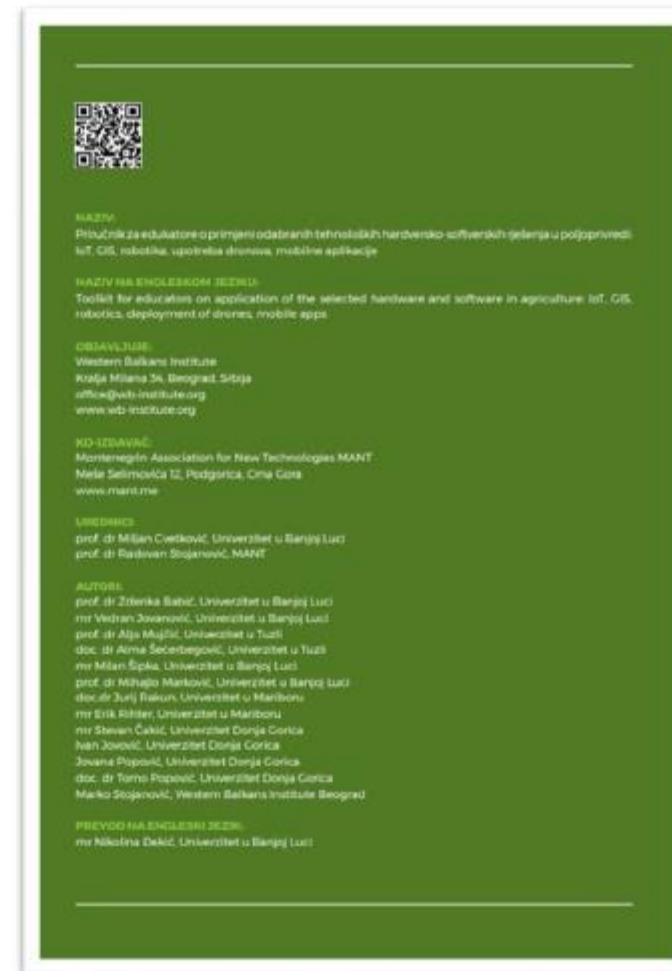 NAZIV:
Priručnik za edukatore o primjeni odabranih tehnoloških hardversko-softverskih rješenja u poljoprivredi:
IoT, GIS, robotika, upotreba dronova, mobilne aplikacije
NAZIV NA ENGLESKOM JEZIKU:
Toolkit for educators on application of the selected hardware and software in agriculture: IoT, GIS,
robotics, deployment of drones, mobile apps
OBJAVLJUJE:
Western Balkans Institute
Kralja Milana 34, Beograd, Srbija
office@wb-institute.org
www.wb-institute.org
KO-IZDAVAČ:
Montenegrin Association for New Technologies MANT
Meše Selimovića 12, Podgorica, Crna Gora
www.mant.me
UREDNICI:
prof. dr Miljan Cvetković, Univerzitet u Banjoj Luci
prof. dr Radovan Stojanović, MANT
AUTORI:
prof. dr Zdenka Babić, Univerzitet u Banjoj Luci
mr Vedran Jovanović, Univerzitet u Banjoj Luci
prof. dr Aljo Mujčić, Univerzitet u Tuzli
doc. dr Alma Šećerbegović, Univerzitet u Tuzli
mr Milan Šipka, Univerzitet u Banjoj Luci
prof. dr Mihajlo Marković, Univerzitet u Banjoj Luci
doc.dr Jurij Rakun, Univerzitet u Mariboru
mr Erik Rihter, Univerzitet u Mariboru
mr Stevan Čakić, Univerzitet Donja Gorica
Ivan Jovović, Univerzitet Donja Gorica
Jovana Popović, Univerzitet Donja Gorica
doc. dr Tomo Popović, Univerzitet Donja Gorica
Marko Stojanović, Western Balkans Institute Beograd
PREVOD NA ENGLESKI JEZIK:
mr Nikolina Dekić, Univerzitet u Banjoj Luci